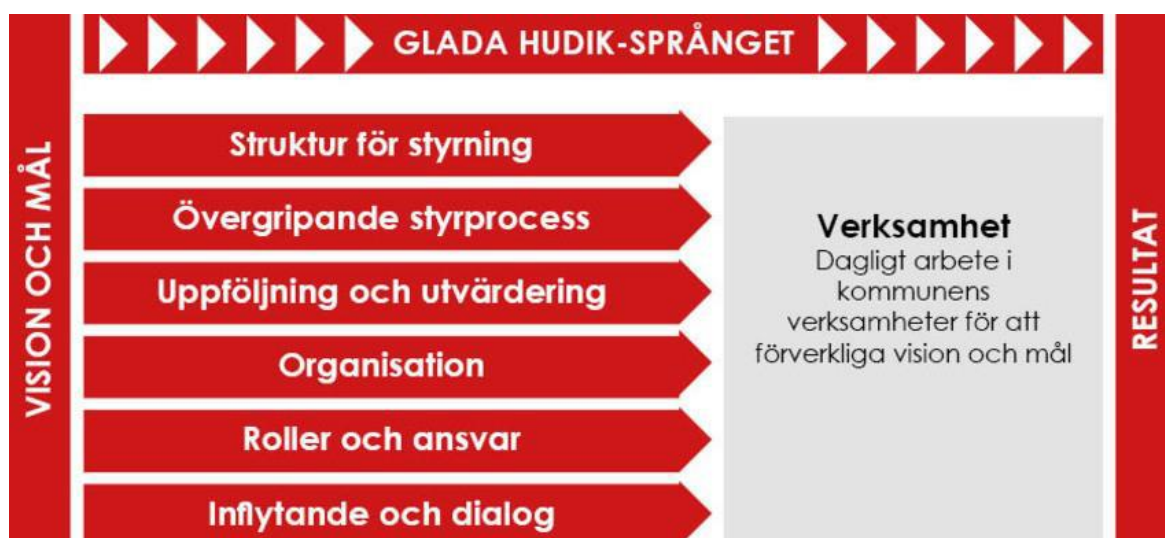 GLADA HUDIK-SPRÅNGET
VISION OCH MÅL
Struktur för styrning
Övergripande styrprocess
Uppföljning och utvärdering
Organisation
Roller och ansvar
Inflytande och dialog
Verksamhet
Dagligt arbete i
kommunens
verksamheter för att
förverkliga vision och mål
RESULTAT